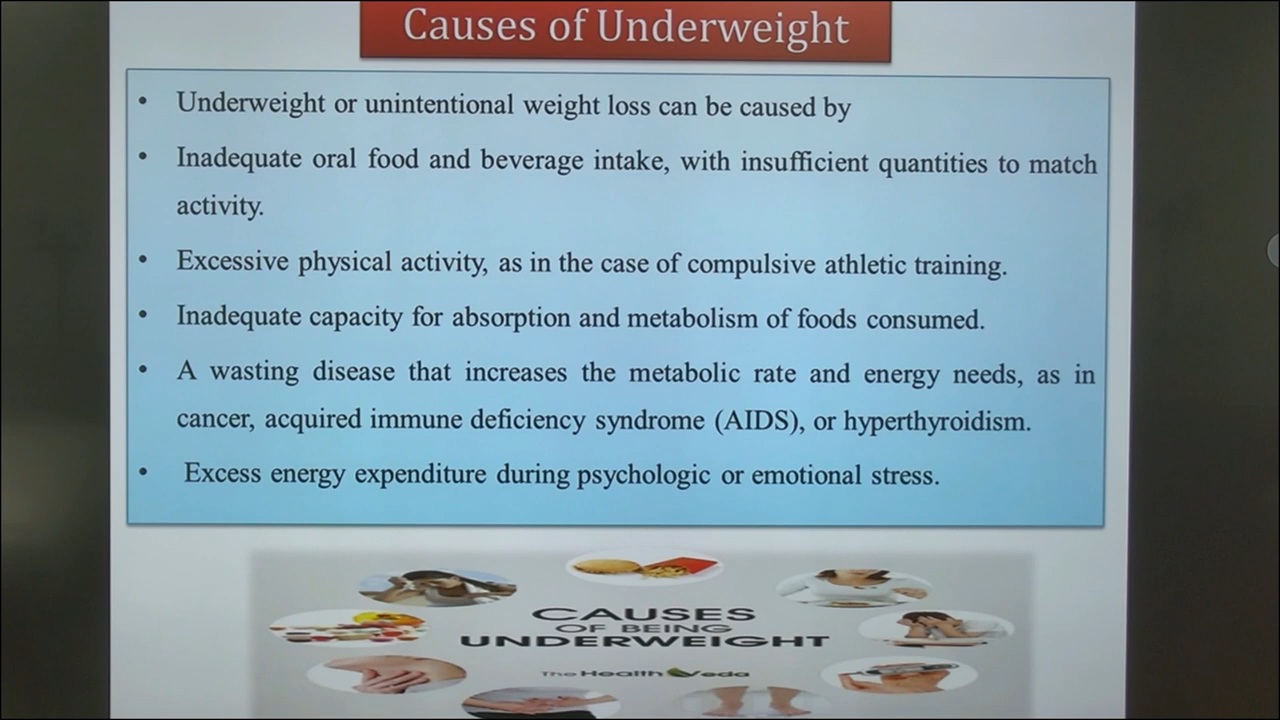 Causes of Underweight
• Underweight or unintentional weight loss can be caused by
• Inadequate oral food and beverage intake, with insufficient quantities to match
activity.
• Excessive physical activity, as in the case of compulsive athletic training.
• Inadequate capacity for absorption and metabolism of foods consumed.
• A wasting disease that increases the metabolic rate and energy needs, as in
cancer, acquired immune deficiency syndrome (AIDS), or hyperthyroidism.
• Excess energy expenditure during psychologic or emotional stress.
CAUSES
OF BEING
UNDERWEIGHT
The Health Veda